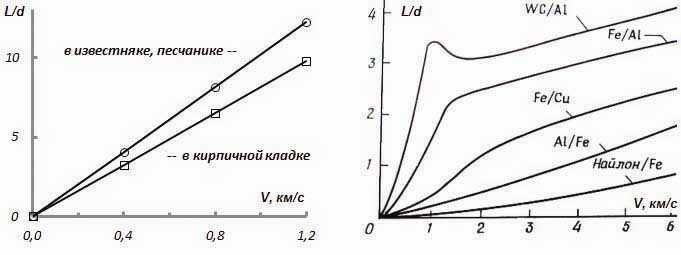 L/d
10
5
0
0,0
0,4
0,8
1,2
в известняке, песчанике --
-- в кирпичной кладке
V, км/с
L/d
4
3
2
1
0
1
2
3
4
5
6
WC/Al
Fe/Al
Fe/Cu
Al/Fe
Найлон/Fe
V, км/с